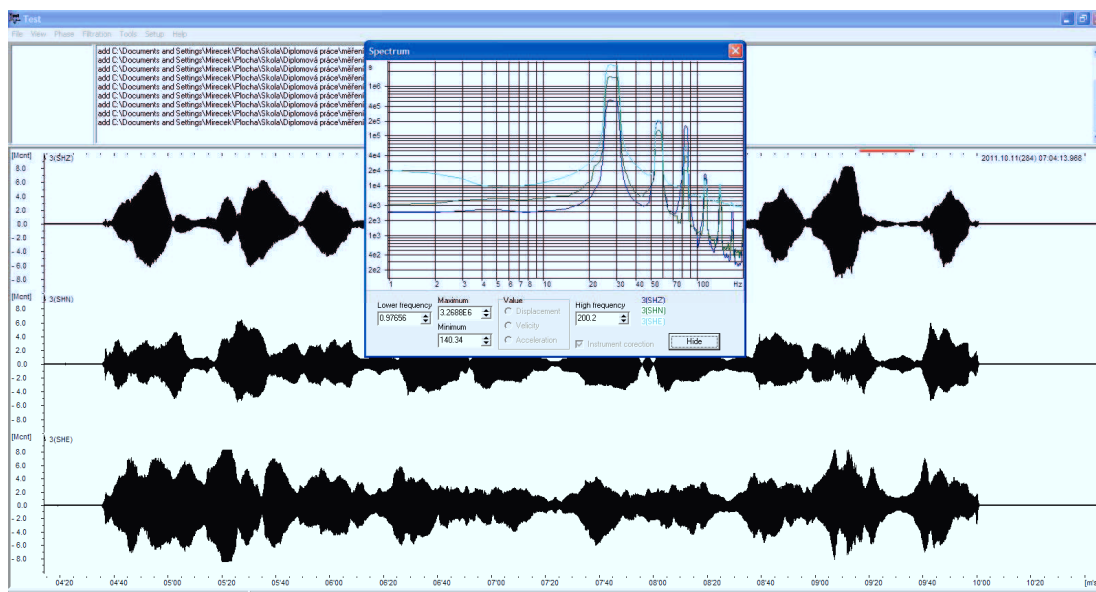 Test
File View Phase Filtration Tools Setup Help
add C:\Documents and Settings\Mirecek\Plocha\Skola\Diplomová práce\měření
add C:\Documents and Settings\Mirecek\Plocha\Skola\Diplomová práce\měření
add C:\Documents and Settings\Mirecek\Plocha\Skola\Diplomová práce\měření
add C:\Documents and Settings\Mirecek\Plocha\Skola\Diplomová práce\měření
add C:\Documents and Settings\Mirecek\Plocha\Skola\Diplomová práce\měření
add C:\Documents and Settings\Mirecek\Plocha\Skola\Diplomová práce\měření
add C:\Documents and Settings\Mirecek\Plocha\Skola\Diplomová práce\měření
add C:\Documents and Settings\Mirecek\Plocha\Skola\Diplomová práce\měření
add C:\Documents and Settings\Mirecek\Plocha\Skola\Diplomová práce\měření
Spectrum
s
1e6
4e5
2e5
1e5
4e4
2e4
1e4
4e3
2e3
1e3
4e2
2e2
1 2 3 4 5 6 7 8 10 20 30 40 50 70 100 Hz
Lower frequency
0.97656
Maximum
3.2688E6
Minimum
140.34
Value
Displacement
Velicity
Acceleration
High frequency
200.2
Instrument corection
3(SHZ)
3(SHN)
3(SHE)
Hide
[Mcnt] 3(SHZ) 2011.10.11(284) 07:04:13.968
8.0
6.0
4.0
2.0
0.0
- 2.0
- 4.0
- 6.0
- 8.0
[Mcnt] 3(SHN)
8.0
6.0
4.0
2.0
0.0
- 2.0
- 4.0
- 6.0
- 8.0
[Mcnt] 3(SHE)
8.0
6.0
4.0
2.0
0.0
- 2.0
- 4.0
- 6.0
- 8.0
04'20 04'40 05'00 05'20 05'40 06'00 06'20 06'40 07'00 07'20 07'40 08'00 08'20 08'40 09'00 09'20 09'40 10'00 10'20 [m's